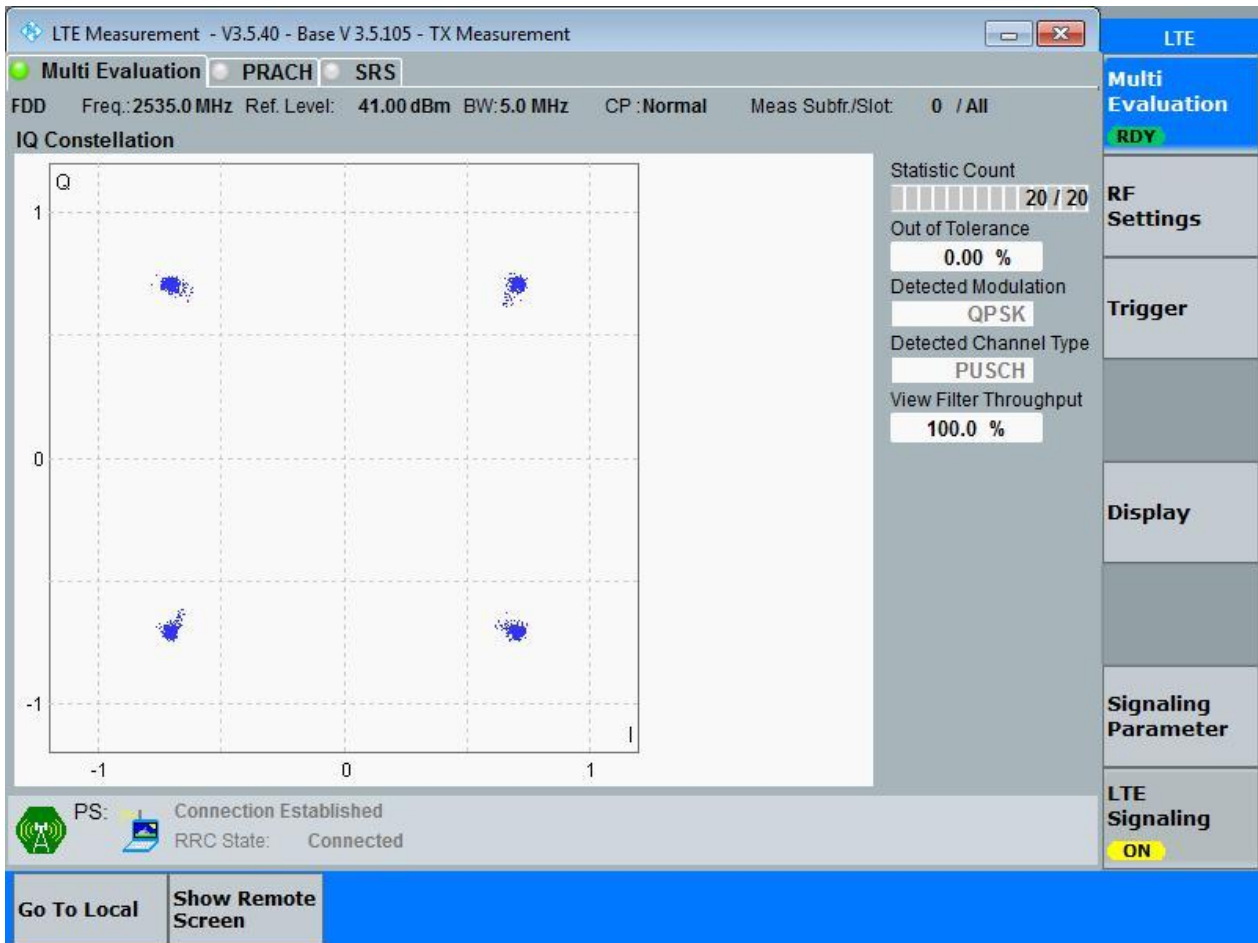 LTE Measurement - V3.5.40 - Base V 3.5.105 - TX Measurement
LTE
Multi Evaluation PRACH SRS
Multi
Evaluation
RDY
FDD Freq.:2535.0 MHz Ref. Level: 41.00 dBm BW:5.0 MHz CP :Normal Meas Subfr./Slot: 0 / All
IQ Constellation
Q
1
0
-1
I
-1 0 1
Statistic Count
20 / 20
Out of Tolerance
0.00 %
Detected Modulation
QPSK
Detected Channel Type
PUSCH
View Filter Throughput
100.0 %
RF
Settings
Trigger
Display
Signaling
Parameter
LTE
Signaling
ON
PS: Connection Established
RRC State: Connected
Go To Local
Show Remote
Screen